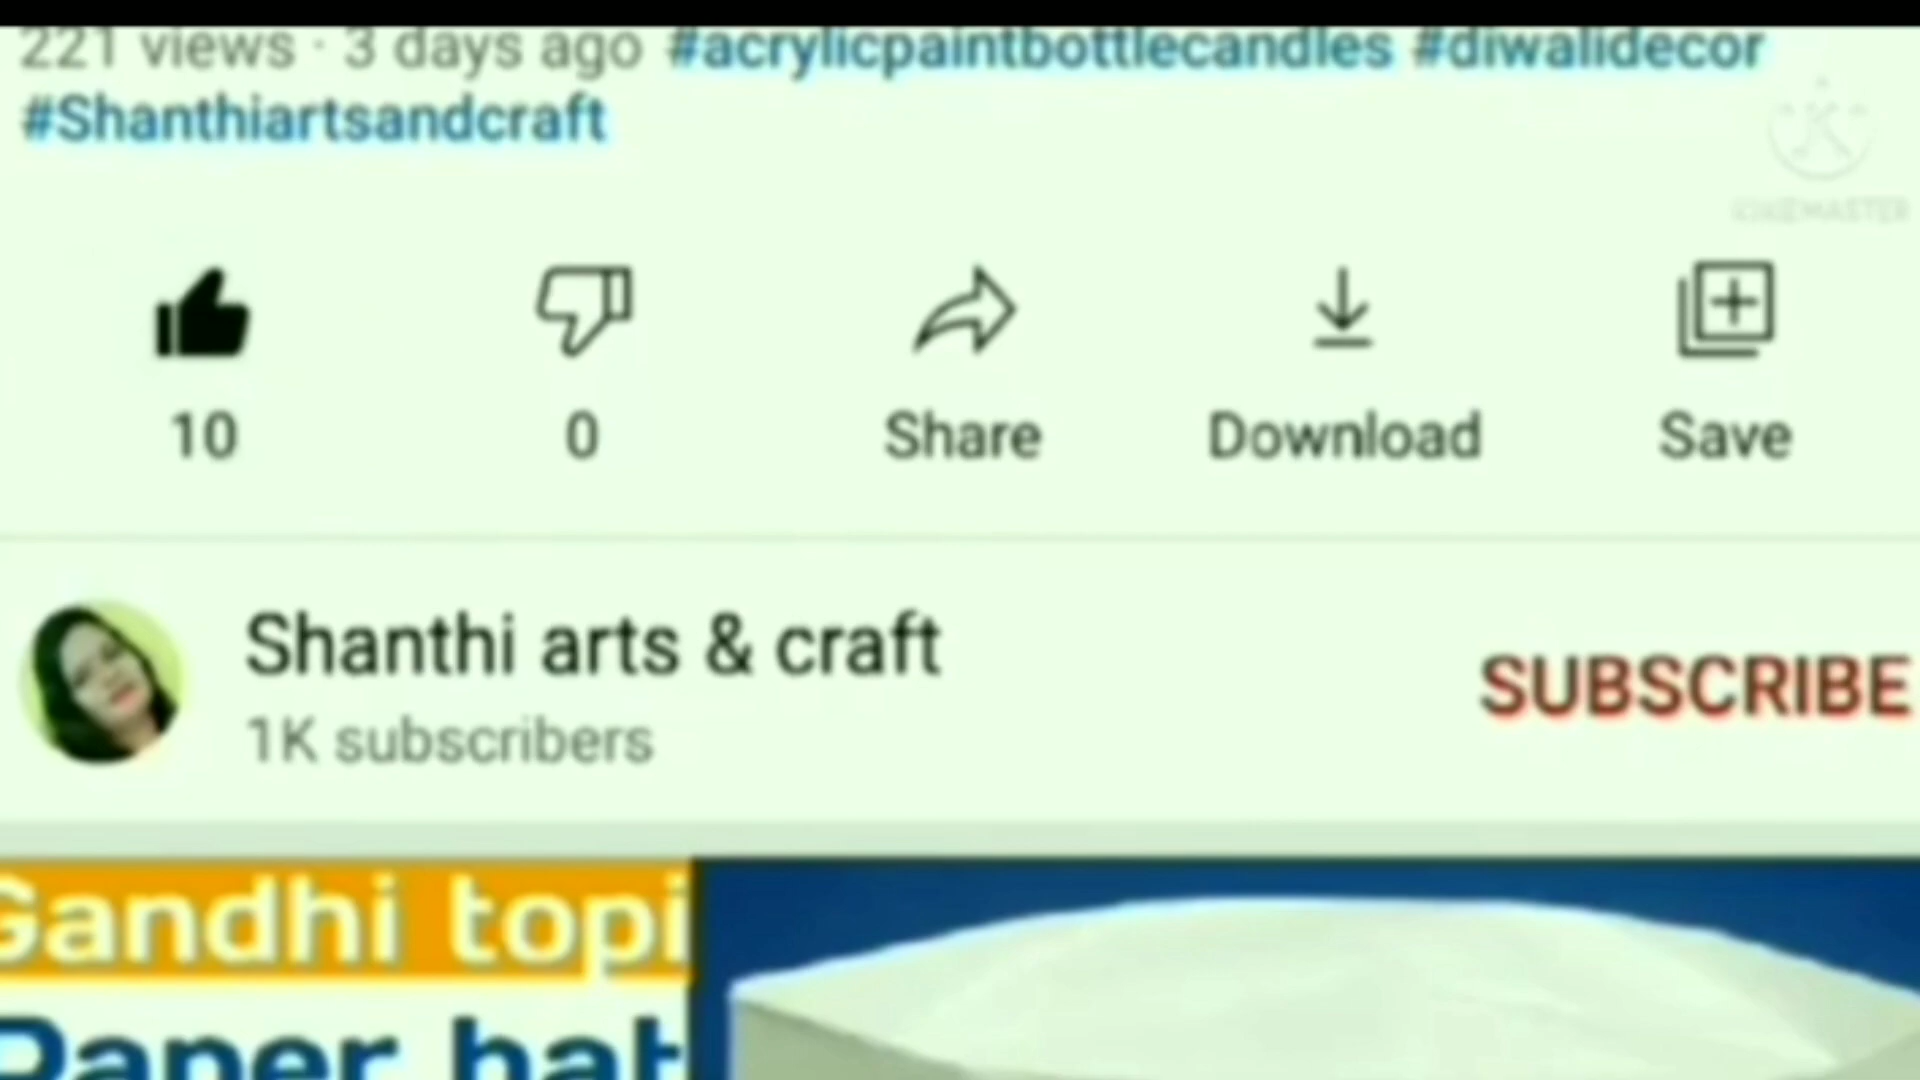 221 views · 3 days ago #acrylicpaintbottlecandles #diwalidecor
#Shanthiartsandcraft
KINEMASTER
10
0
Share
Download
Save
Shanthi arts & craft
1K subscribers
SUBSCRIBE
Gandhi topi
Paper hat